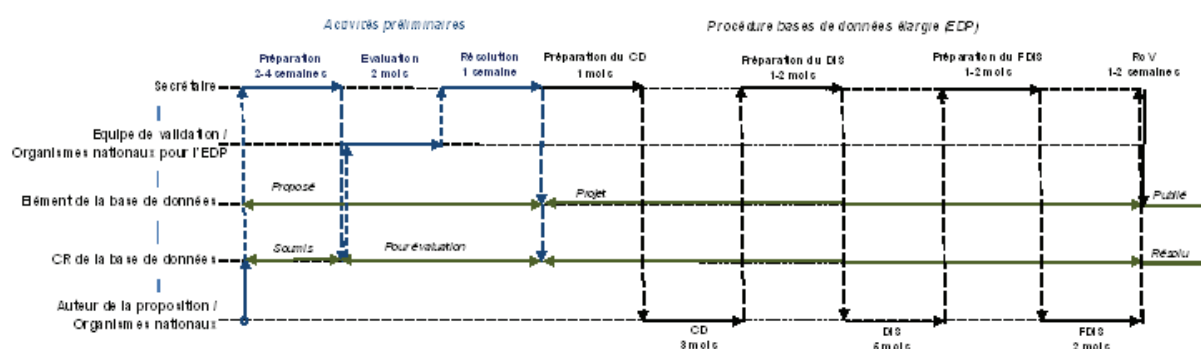 Activités préliminaires
Procédure bases de données élargie (EDP)
Préparation
2-4 semaines
Evaluation
2 mois
Résolution
1 semaine
Préparation du CD
1 mois
Préparation du DIS
1-2 mois
Préparation du FDIS
1-2 mois
RoV
1-2 semaines
Secrétaire
Equipe de validation /
Organismes nationaux pour l'EDP
Proposé
Projet
Publié
Elément de la base de données
Soumis
Pour évaluation
Résolu
CR de la base de données
Auteur de la proposition /
Organismes nationaux
CD
3 mois
DIS
5 mois
FDIS
2 mois